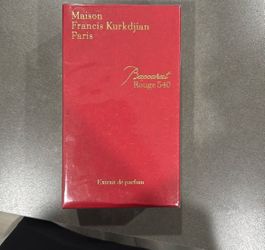 Maison
Francis Kurkdjian
Paris
Baccarat
Rouge 540
Extrait de parfum